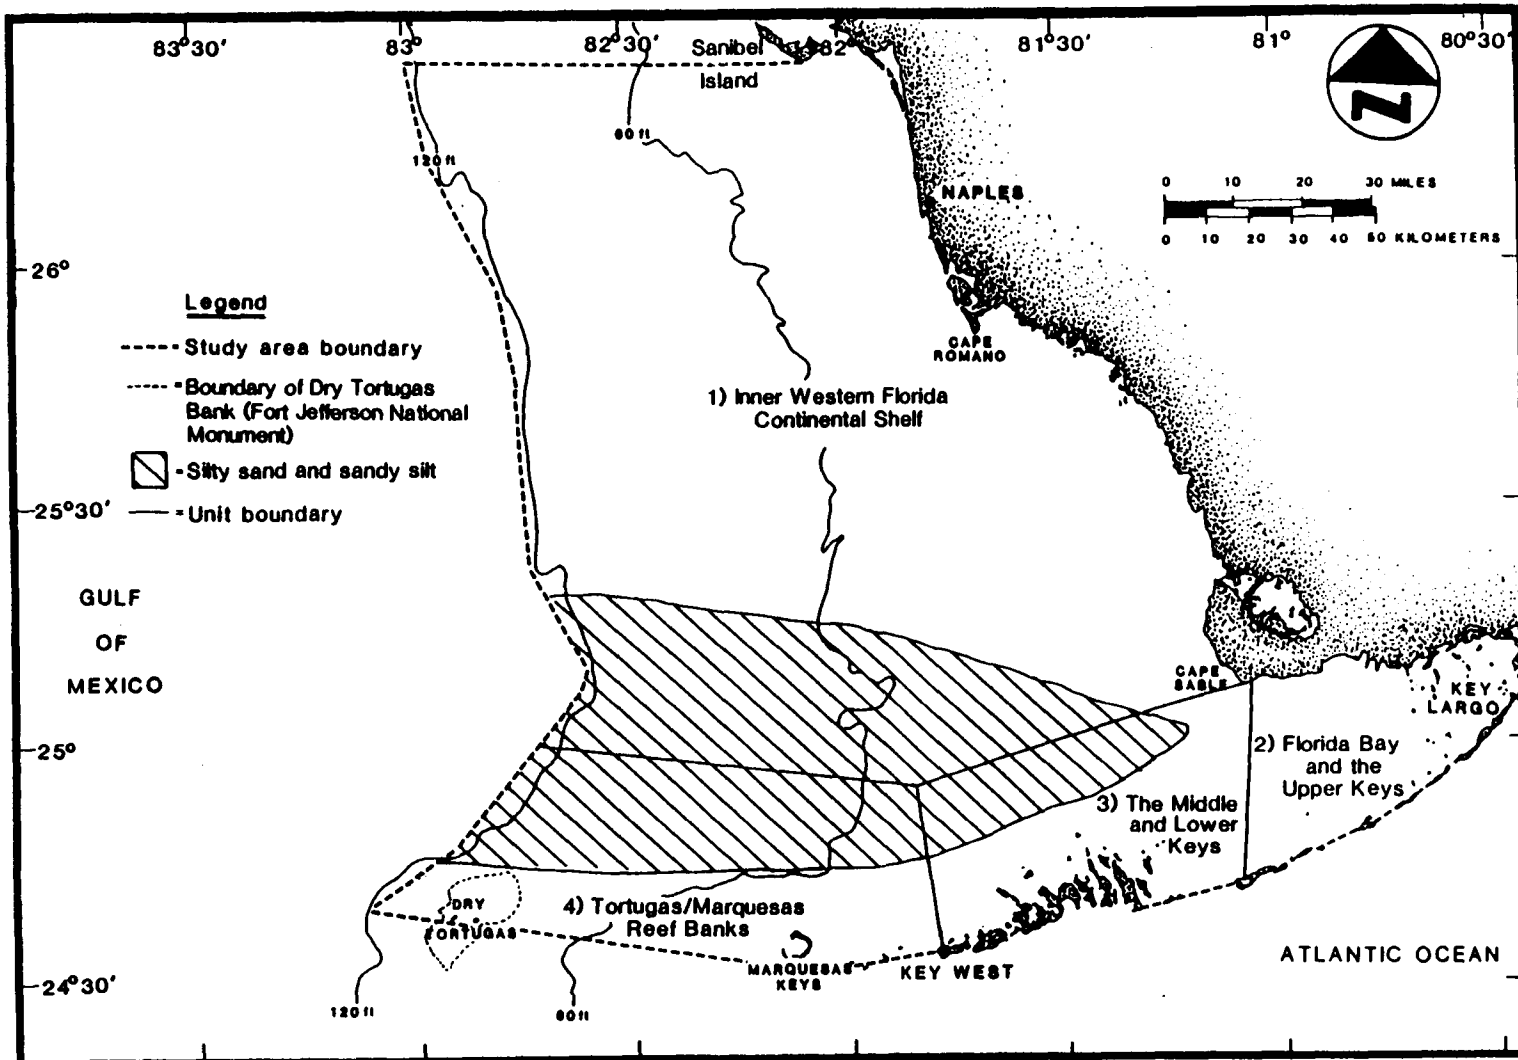 83°30′
83°
82°30′
82°
81°30′
81°
80°30′
Sanibel
Island
60 ft
120 ft
N
NAPLES
0 10 20 30 MILES
0 10 20 30 40 50 KILOMETERS
26°
CAPE
ROMANO
Legend
Study area boundary
Boundary of Dry Tortugas
Bank (Fort Jefferson National
Monument)
Silty sand and sandy silt
Unit boundary
1) Inner Western Florida
Continental Shelf
25°30′
GULF
OF
MEXICO
CAPE
SABLE
KEY
LARGO
25°
2) Florida Bay
and the
Upper Keys
3) The Middle
and Lower
Keys
4) Tortugas/Marquesas
Reef Banks
DRY
TORTUGAS
MARQUESAS
KEYS
KEY WEST
ATLANTIC OCEAN
24°30′
120 ft
60 ft